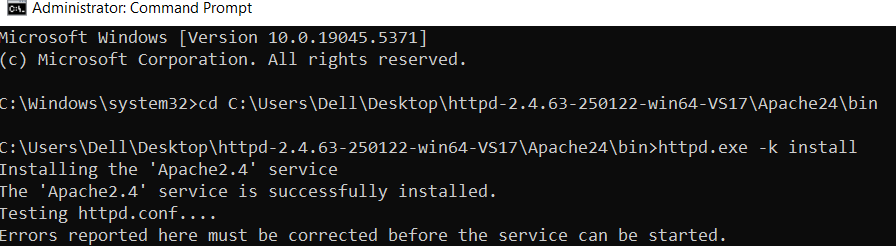 Administrator: Command Prompt
Microsoft Windows [Version 10.0.19045.5371]
(c) Microsoft Corporation. All rights reserved.
C:\Windows\system32>cd C:\Users\Dell\Desktop\httpd-2.4.63-250122-win64-VS17\Apache24\bin
C:\Users\Dell\Desktop\httpd-2.4.63-250122-win64-VS17\Apache24\bin>httpd.exe -k install
Installing the 'Apache2.4' service
The 'Apache2.4' service is successfully installed.
Testing httpd.conf....
Errors reported here must be corrected before the service can be started.